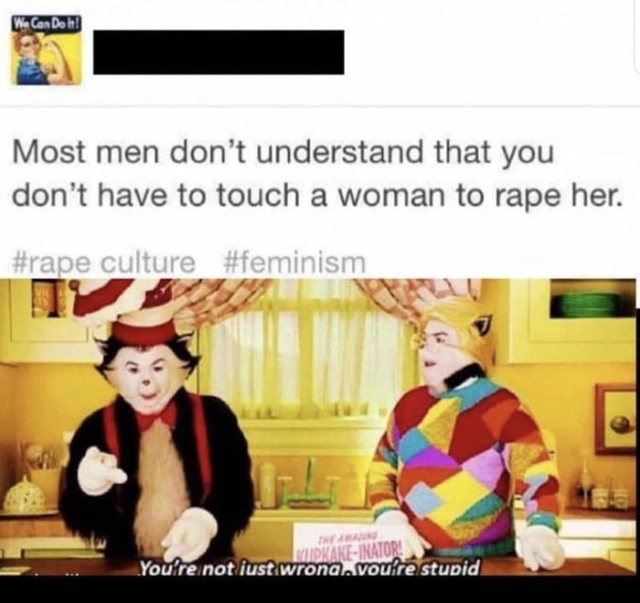 We Can Do It!
Most men don't understand that you
don't have to touch a woman to rape her.
#rape culture #feminism
THE AMAZING
KUPKAKE-INATOR!
You're not just wrong, you're stupid